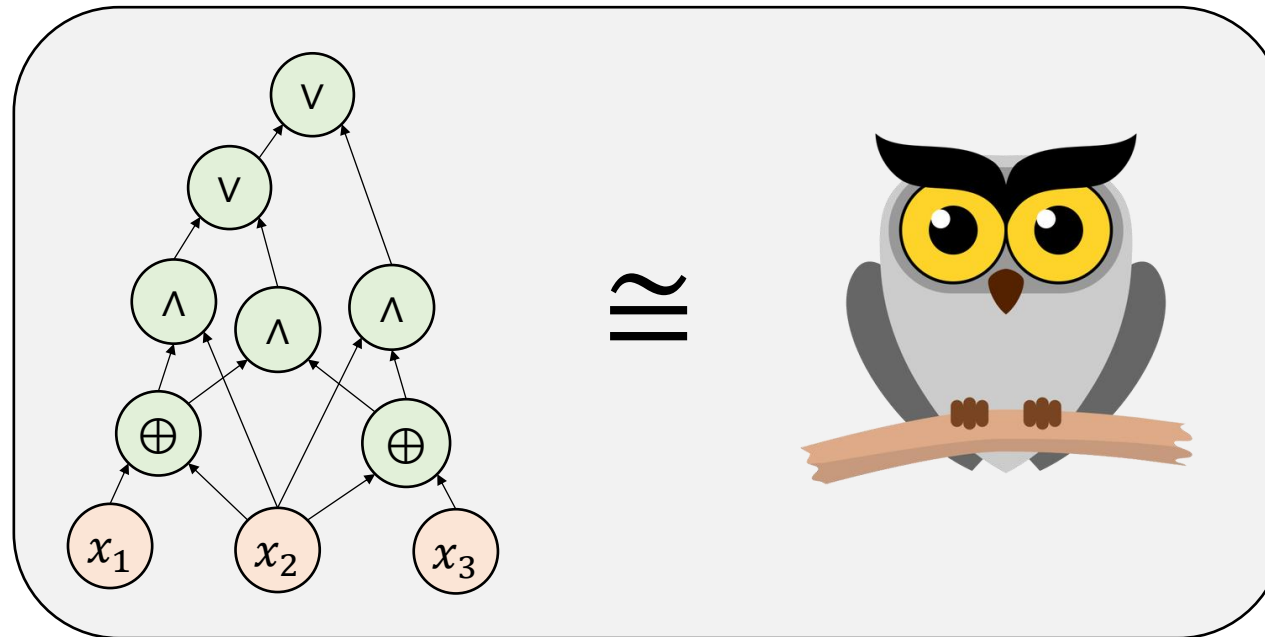 ∨
∨
∧ ∧ ∧
≅
⊕ ⊕
x₁ x₂ x₃